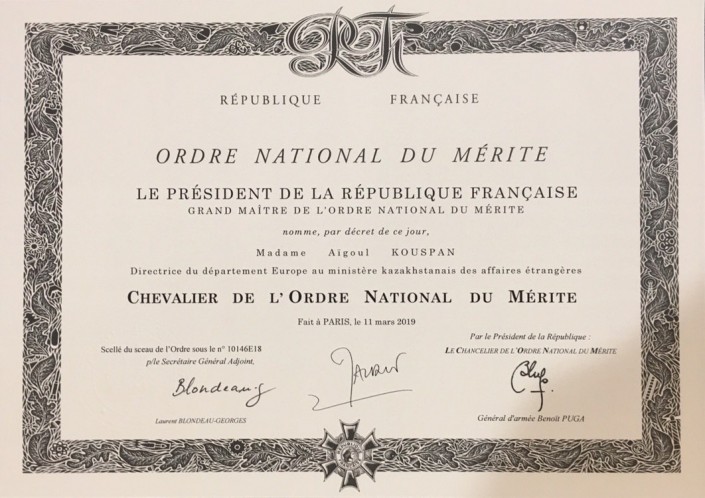 RF
RÉPUBLIQUE FRANÇAISE
ORDRE NATIONAL DU MÉRITE
LE PRÉSIDENT DE LA RÉPUBLIQUE FRANÇAISE
GRAND MAÎTRE DE L'ORDRE NATIONAL DU MÉRITE
nomme, par décret de ce jour,
Madame Aïgoul KOUSPAN
Directrice du département Europe au ministère kazakhstanais des affaires étrangères
CHEVALIER DE L'ORDRE NATIONAL DU MÉRITE
Fait à PARIS, le 11 mars 2019
Par le Président de la République :
Scellé du sceau de l'Ordre sous le n° 10146E18
LE CHANCELIER DE L'ORDRE NATIONAL DU MÉRITE
p/le Secrétaire Général Adjoint,
Laurent BLONDEAU-GEORGES
Général d'armée Benoît PUGA